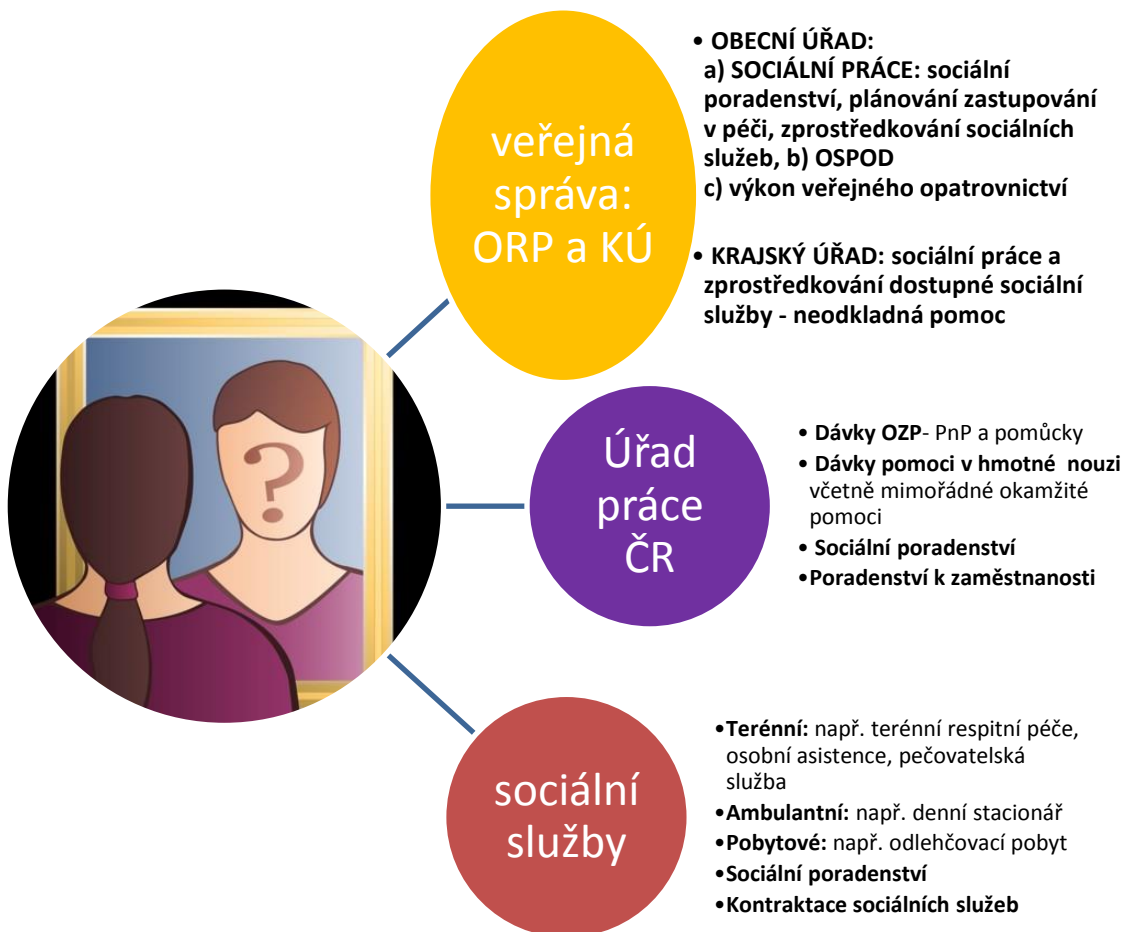 veřejná
správa:
ORP a KÚ
• OBECNÍ ÚŘAD:
a) SOCIÁLNÍ PRÁCE: sociální
poradenství, plánování zastupování
v péči, zprostředkování sociálních
služeb, b) OSPOD
c) výkon veřejného opatrovnictví
• KRAJSKÝ ÚŘAD: sociální práce a
zprostředkování dostupné sociální
služby - neodkladná pomoc
?
Úřad
práce
ČR
• Dávky OZP- PnP a pomůcky
• Dávky pomoci v hmotné nouzi
včetně mimořádné okamžité
pomoci
• Sociální poradenství
• Poradenství k zaměstnanosti
sociální
služby
•Terénní: např. terénní respitní péče,
osobní asistence, pečovatelská
služba
•Ambulantní: např. denní stacionář
•Pobytové: např. odlehčovací pobyt
•Sociální poradenství
•Kontraktace sociálních služeb